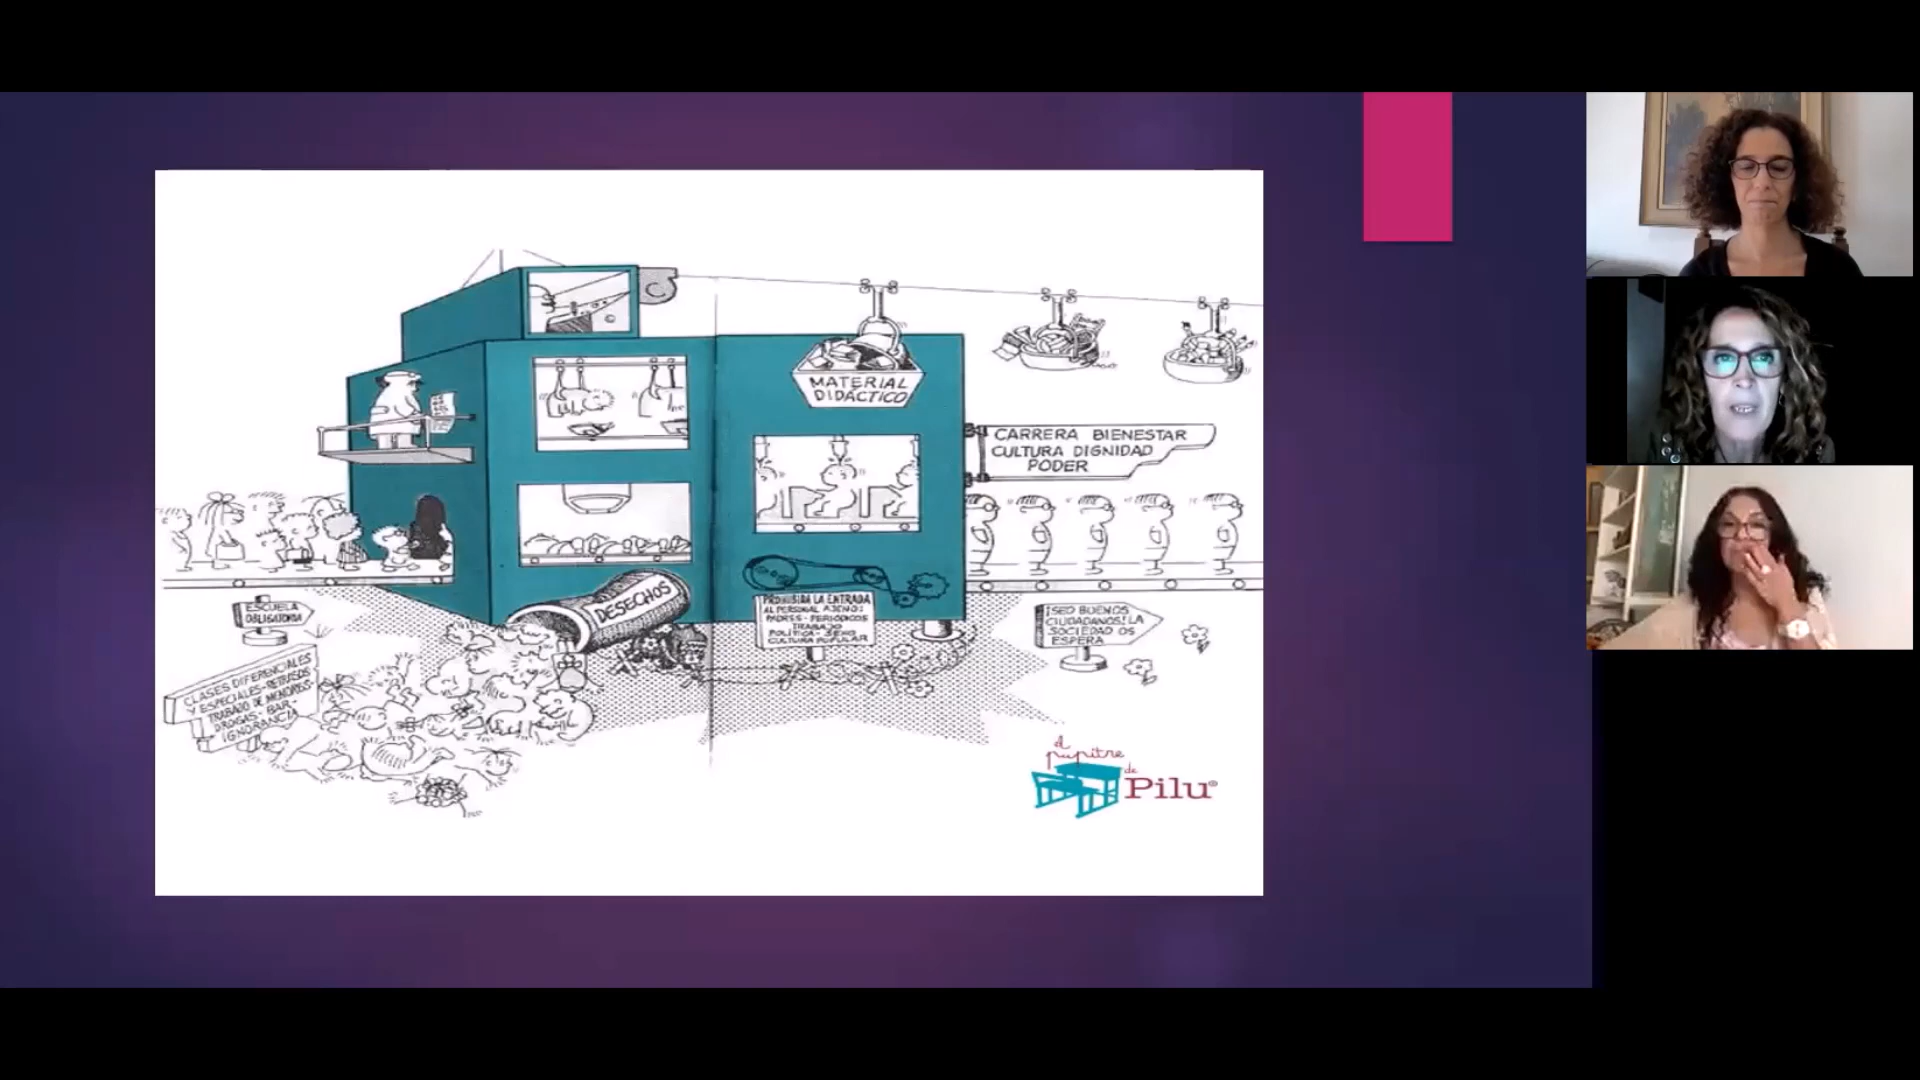 MATERIAL
DIDÁCTICO
CARRERA BIENESTAR
CULTURA DIGNIDAD
PODER
ESCUELA
OBLIGATORIA
DESECHOS
PROHIBIDA LA ENTRADA
AL PERSONAL AJENO:
PADRES - PERIÓDICOS
TRABAJO
POLÍTICA - SEXO
CULTURA POPULAR
¡SED BUENOS
CIUDADANOS! LA
SOCIEDAD OS
ESPERA
CLASES DIFERENCIALES
Y ESPECIALES - RETRASOS
TRABAJO DE MENORES -
DROGAS - BAR -
IGNORANCIA
el
pupitre
de
Pilu®